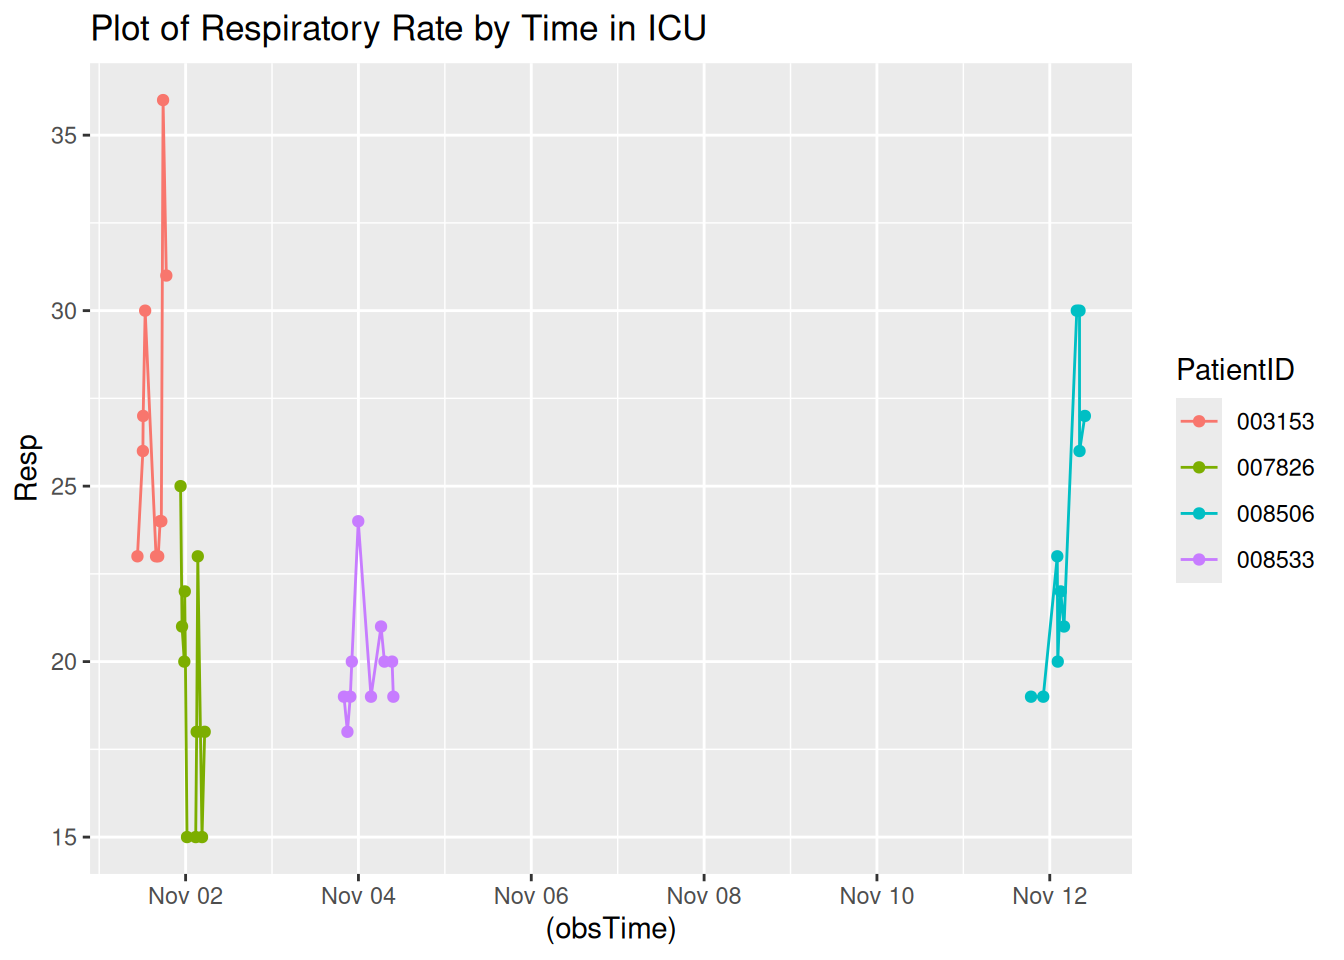 Plot of Respiratory Rate by Time in ICU
35
30
25
20
15
Resp
Nov 02 Nov 04 Nov 06 Nov 08 Nov 10 Nov 12
(obsTime)
PatientID
003153
007826
008506
008533